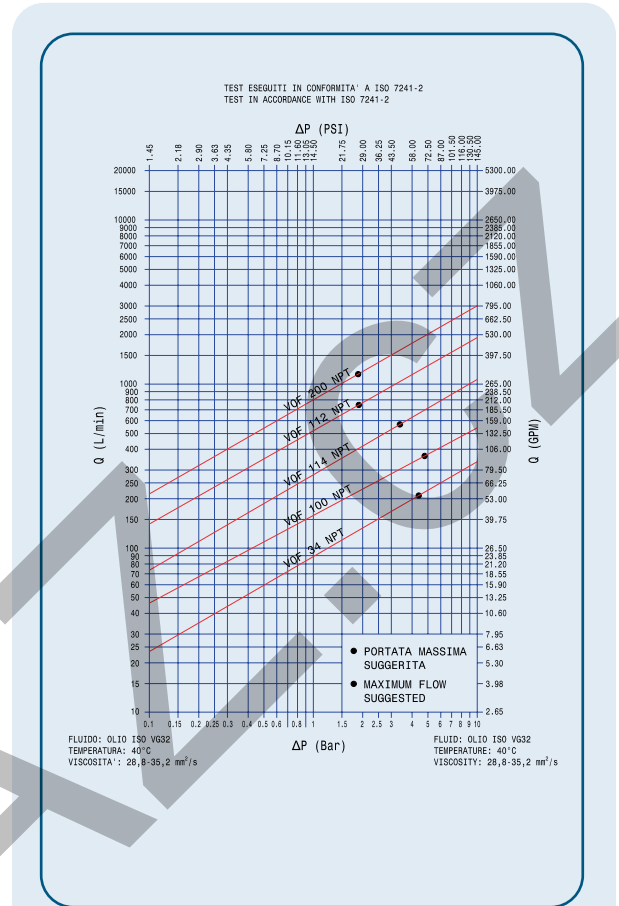 TEST ESEGUITI IN CONFORMITA' A ISO 7241-2
TEST IN ACCORDANCE WITH ISO 7241-2
ΔP (PSI)
1.45 2.18 2.90 3.63 4.35 5.80 7.25 8.70 10.15 11.60 13.05 14.50 21.75 29.00 36.25 43.50 58.00 72.50 87.00 101.50 116.00 130.50 145.00
20000 5300.00
15000 3975.00
10000 2650.00
9000 2385.00
8000 2120.00
7000 1855.00
6000 1590.00
5000 1325.00
4000 1060.00
3000 795.00
2500 662.50
2000 530.00
1500 397.50
1000 265.00
900 238.50
800 212.00
700 185.50
600 159.00
500 132.50
400 106.00
300 79.50
250 66.25
200 53.00
150 39.75
100 26.50
90 23.85
80 21.20
70 18.55
60 15.90
50 13.25
40 10.60
30 7.95
25 6.63
20 5.30
15 3.98
10 2.65
Q (L/min)
Q (GPM)
VOF 200 NPT
VOF 112 NPT
VOF 114 NPT
VOF 100 NPT
VOF 34 NPT
● PORTATA MASSIMA
SUGGERITA
● MAXIMUM FLOW
SUGGESTED
0.1 0.15 0.2 0.25 0.3 0.4 0.5 0.6 0.8 1 1.5 2 2.5 3 4 5 6 7 8 9 10
ΔP (Bar)
FLUIDO: OLIO ISO VG32
TEMPERATURA: 40°C
VISCOSITA': 28,8-35,2 mm²/s
FLUID: OIL ISO VG32
TEMPERATURE: 40°C
VISCOSITY: 28,8-35,2 mm²/s